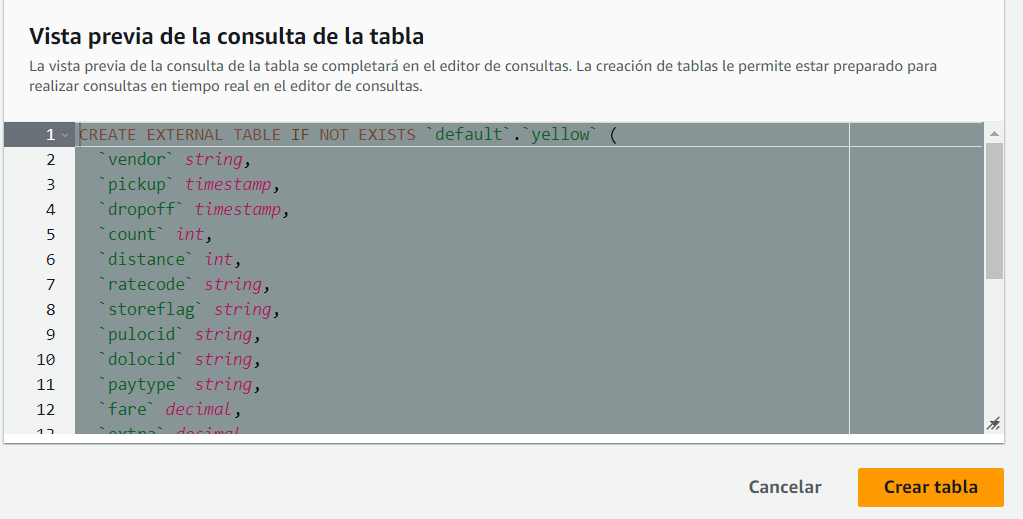 Vista previa de la consulta de la tabla
La vista previa de la consulta de la tabla se completará en el editor de consultas. La creación de tablas le permite estar preparado para
realizar consultas en tiempo real en el editor de consultas.
1 CREATE EXTERNAL TABLE IF NOT EXISTS `default`.`yellow` (
2 `vendor` string,
3 `pickup` timestamp,
4 `dropoff` timestamp,
5 `count` int,
6 `distance` int,
7 `ratecode` string,
8 `storeflag` string,
9 `pulocid` string,
10 `dolocid` string,
11 `paytype` string,
12 `fare` decimal,
13 `extra` decimal
Cancelar Crear tabla